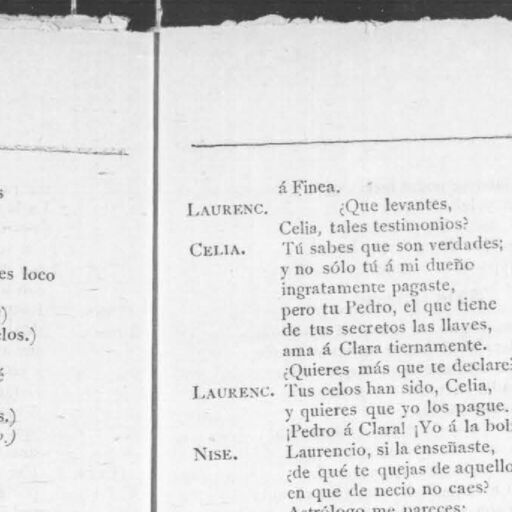 s
es loco
)
los.)
é
s.)
o.)
á Finea.
LAURENC. ¿Que levantes,
Celia, tales testimonios?
CELIA. Tú sabes que son verdades;
y no sólo tú á mi dueño
ingratamente pagaste,
pero tu Pedro, el que tiene
de tus secretos las llaves,
ama á Clara tiernamente.
¿Quieres más que te declare?
LAURENC. Tus celos han sido, Celia,
y quieres que yo los pague.
¡Pedro á Clara! ¡Yo á la bob
NISE. Laurencio, si la enseñaste,
¿de qué te quejas de aquello
en que de necio no caes?
Astrólogo me pareces;